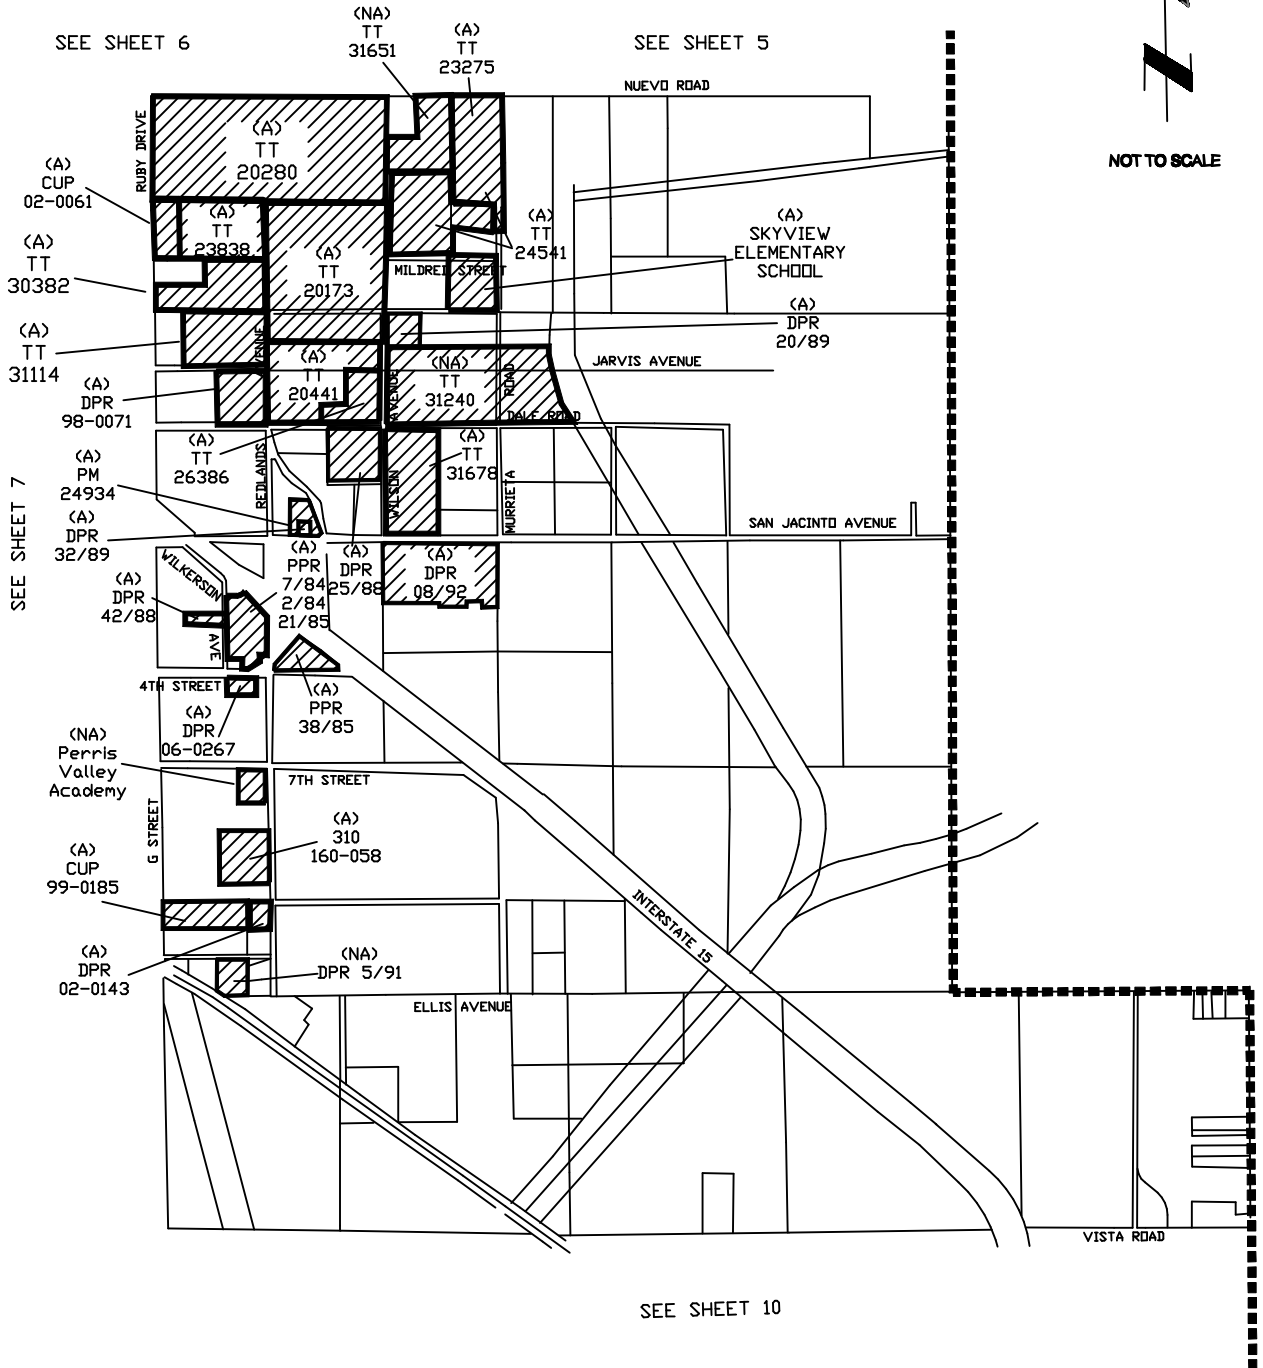 SEE SHEET 6
(NA)
TT
31651
(A)
TT
23275
SEE SHEET 5
NUEVO ROAD
NOT TO SCALE
RUBY DRIVE
(A)
TT
20280
(A)
CUP
02-0061
(A)
TT
23838
(A)
TT
24541
(A)
SKYVIEW
ELEMENTARY
SCHOOL
(A)
TT
30382
(A)
TT
20173
MILDRED STREET
(A)
DPR
20/89
(A)
TT
31114
AVENUE
(A)
TT
20441
AVENUE
(NA)
TT
31240
ROAD
JARVIS AVENUE
DALE ROAD
(A)
DPR
98-0071
(A)
TT
26386
REDLANDS
WILSON
(A)
TT
31678
MURRIETA
(A)
PM
24934
SAN JACINTO AVENUE
SEE SHEET 7
(A)
DPR
32/89
(A)
PPR
7/84
2/84
21/85
(A)
DPR
25/88
(A)
DPR
08/92
WILKERSON
AVE
(A)
DPR
42/88
4TH STREET
(A)
PPR
38/85
(A)
DPR
06-0267
(NA)
Perris
Valley
Academy
7TH STREET
G STREET
(A)
310
160-058
(A)
CUP
99-0185
INTERSTATE 15
(A)
DPR
02-0143
(NA)
DPR 5/91
ELLIS AVENUE
VISTA ROAD
SEE SHEET 10